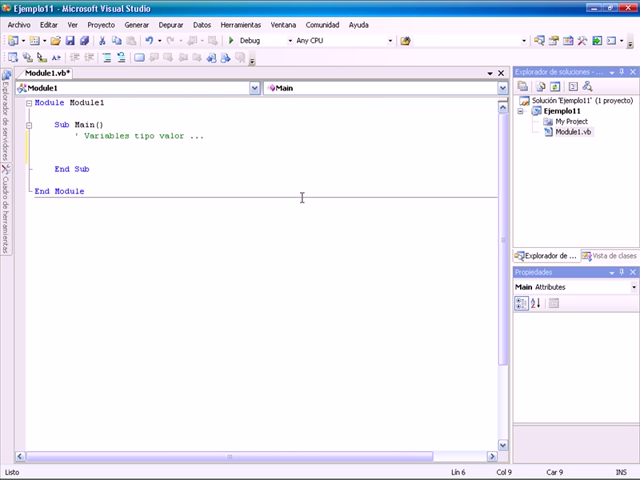 Ejemplo11 - Microsoft Visual Studio
Archivo Editar Ver Proyecto Generar Depurar Datos Herramientas Ventana Comunidad Ayuda
Debug Any CPU
Module1.vb*
Module1 Main
Module Module1
Sub Main()
' Variables tipo valor ...
End Sub
End Module
Explorador de servidores
Cuadro de herramientas
Explorador de soluciones - ...
Solución 'Ejemplo11' (1 proyecto)
Ejemplo11
My Project
Module1.vb
Explorador de ... Vista de clases
Propiedades
Main Attributes
Listo Lín 6 Col 9 Car 9 INS